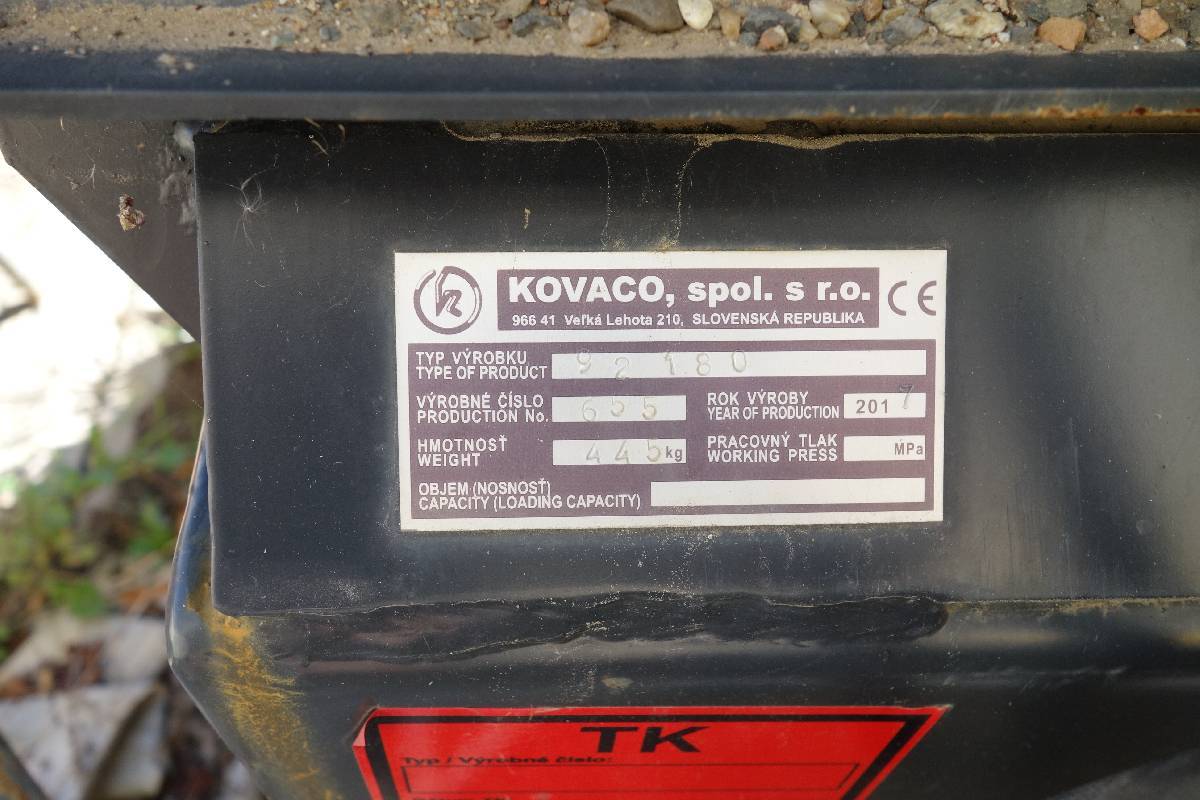 KOVACO, spol. s r.o.
966 41 Veľká Lehota 210, SLOVENSKÁ REPUBLIKA
CE
TYP VÝROBKU
TYPE OF PRODUCT
92 180
VÝROBNÉ ČÍSLO
PRODUCTION No.
655
ROK VÝROBY
YEAR OF PRODUCTION
2017
HMOTNOSŤ
WEIGHT
445 kg
PRACOVNÝ TLAK
WORKING PRESS
MPa
OBJEM (NOSNOSŤ)
CAPACITY (LOADING CAPACITY)
TK
Typ / Výrobné číslo: